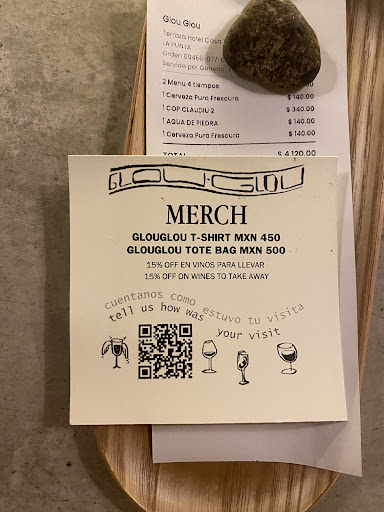 Glou Glou
Terraza Hotel Casa
LA PUNTA
Orden 00455-077-0
Servido por General,
2 Menu 4 tiempos
1 Cerveza Pura Frescura $ 140.00
1 COP CLAUDIU 2 $ 340.00
1 AGUA DE PIEDRA $ 140.00
1 Cerveza Pura Frescura $ 140.00
TOTAL $ 4,120.00
GLOU·GLOU
MERCH
GLOUGLOU T-SHIRT MXN 450
GLOUGLOU TOTE BAG MXN 500
15% OFF EN VINOS PARA LLEVAR
15% OFF ON WINES TO TAKE AWAY
cuentanos como estuvo tu visita
tell us how was your visit